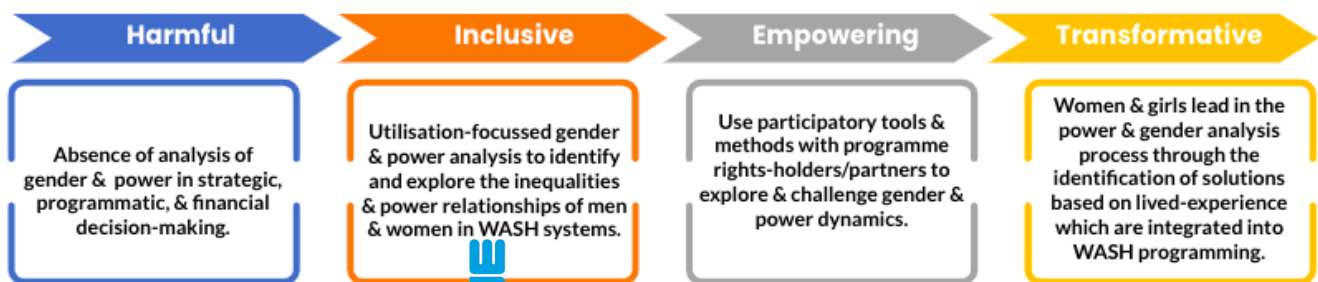 Harmful
Inclusive
Empowering
Transformative
Absence of analysis of
gender & power in strategic,
programmatic, & financial
decision-making.
Utilisation-focussed gender
& power analysis to identify
and explore the inequalities
& power relationships of men
& women in WASH systems.
Use participatory tools &
methods with programme
rights-holders/partners to
explore & challenge gender &
power dynamics.
Women & girls lead in the
power & gender analysis
process through the
identification of solutions
based on lived-experience
which are integrated into
WASH programming.